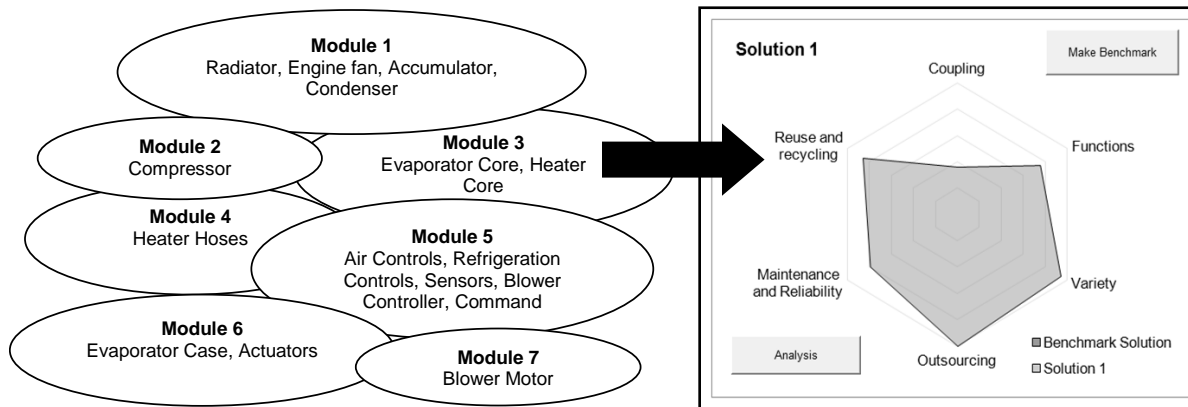 Module 1
Radiator, Engine fan, Accumulator,
Condenser
Module 2
Compressor
Module 3
Evaporator Core, Heater
Core
Module 4
Heater Hoses
Module 5
Air Controls, Refrigeration
Controls, Sensors, Blower
Controller, Command
Module 6
Evaporator Case, Actuators
Module 7
Blower Motor
Solution 1
Make Benchmark
Coupling
Reuse and
recycling
Functions
Maintenance
and Reliability
Variety
Outsourcing
Analysis
Benchmark Solution
Solution 1